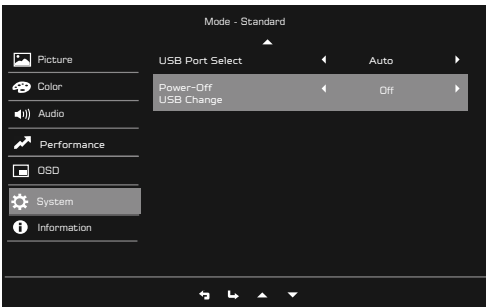 Mode - Standard
Picture
Color
Audio
Performance
OSD
System
Information
USB Port Select
Auto
Power-Off
USB Change
Off